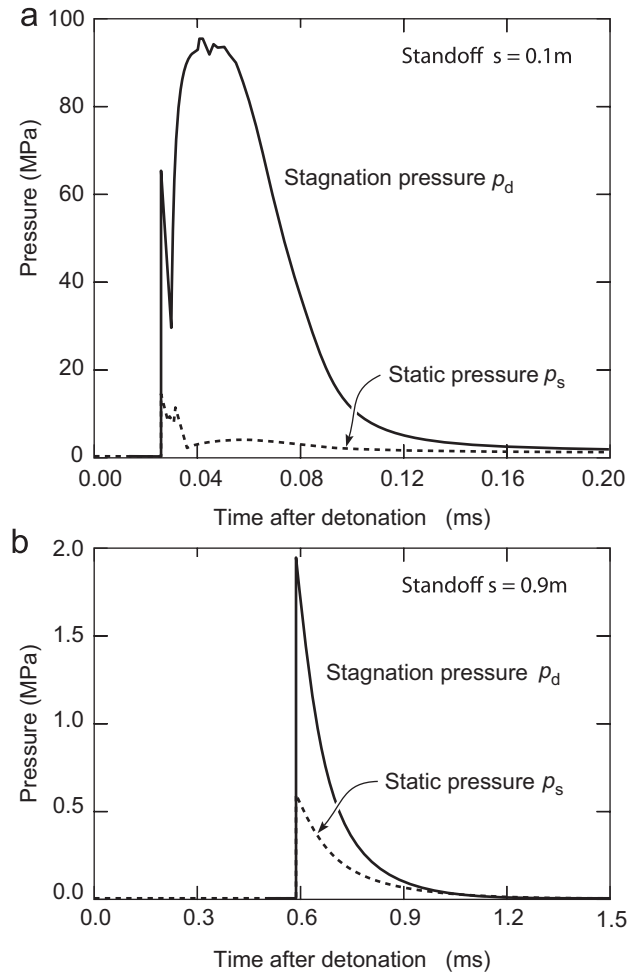 a
100
80
60
40
20
0
Pressure (MPa)
Standoff s = 0.1m
Stagnation pressure pd
Static pressure ps
0.00 0.04 0.08 0.12 0.16 0.20
Time after detonation (ms)
b
2.0
1.5
1.0
0.5
0.0
Pressure (MPa)
Standoff s = 0.9m
Stagnation pressure pd
Static pressure ps
0.0 0.3 0.6 0.9 1.2 1.5
Time after detonation (ms)